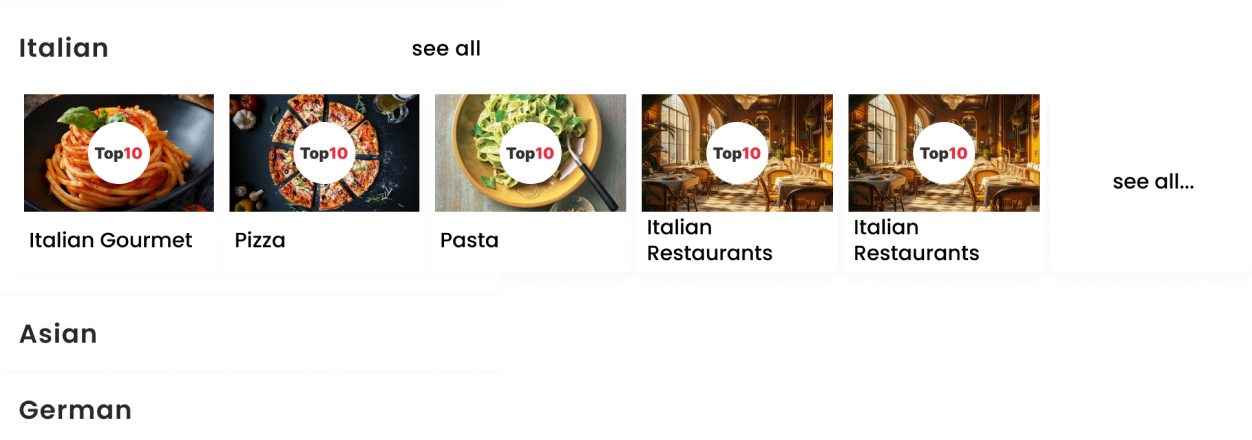 Italian
see all
Top10
Top10
Top10
Top10
Top10
Italian Gourmet
Pizza
Pasta
Italian
Restaurants
Italian
Restaurants
see all...
Asian
German